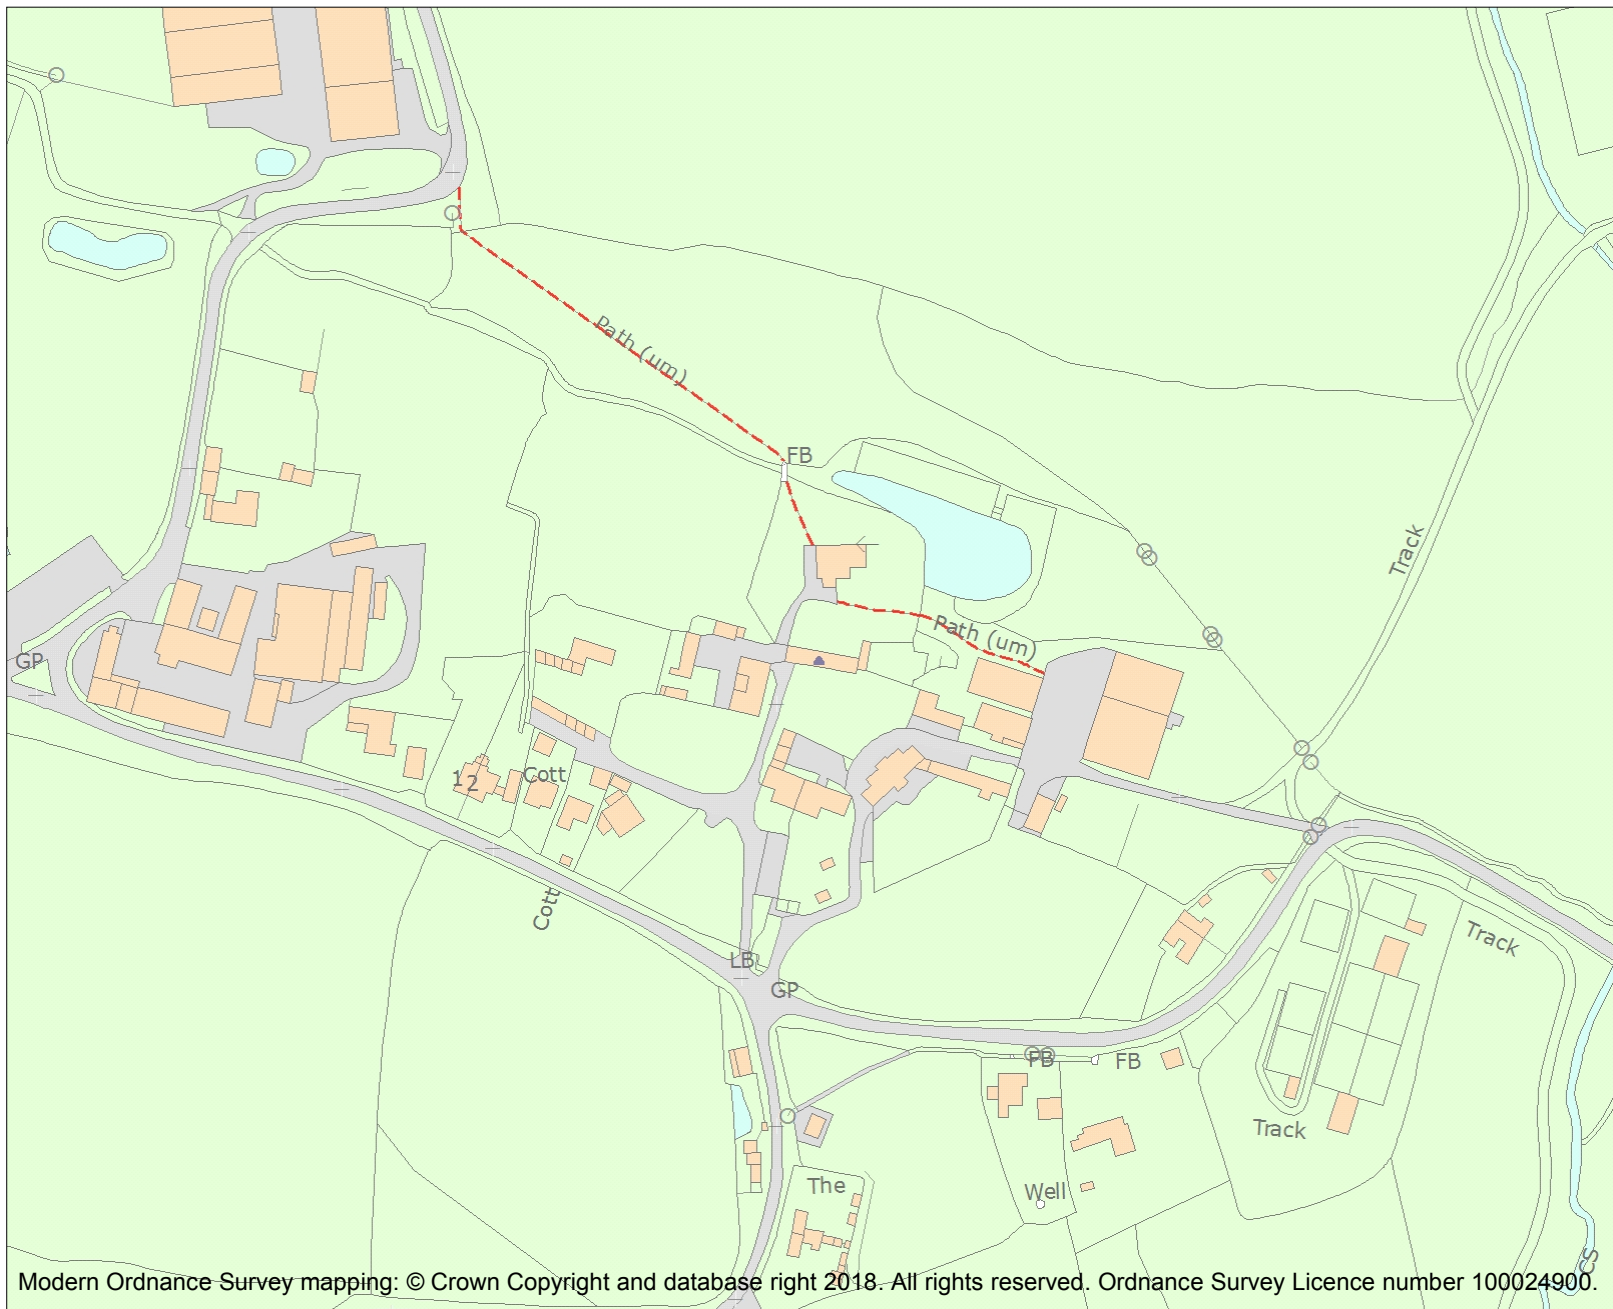 Path (um)
FB
Track
Path (um)
GP
12
Cott
Cott
Track
LB
GP
FB
FB
Track
The
Well
CS
Modern Ordnance Survey mapping: © Crown Copyright and database right 2018. All rights reserved. Ordnance Survey Licence number 100024900.